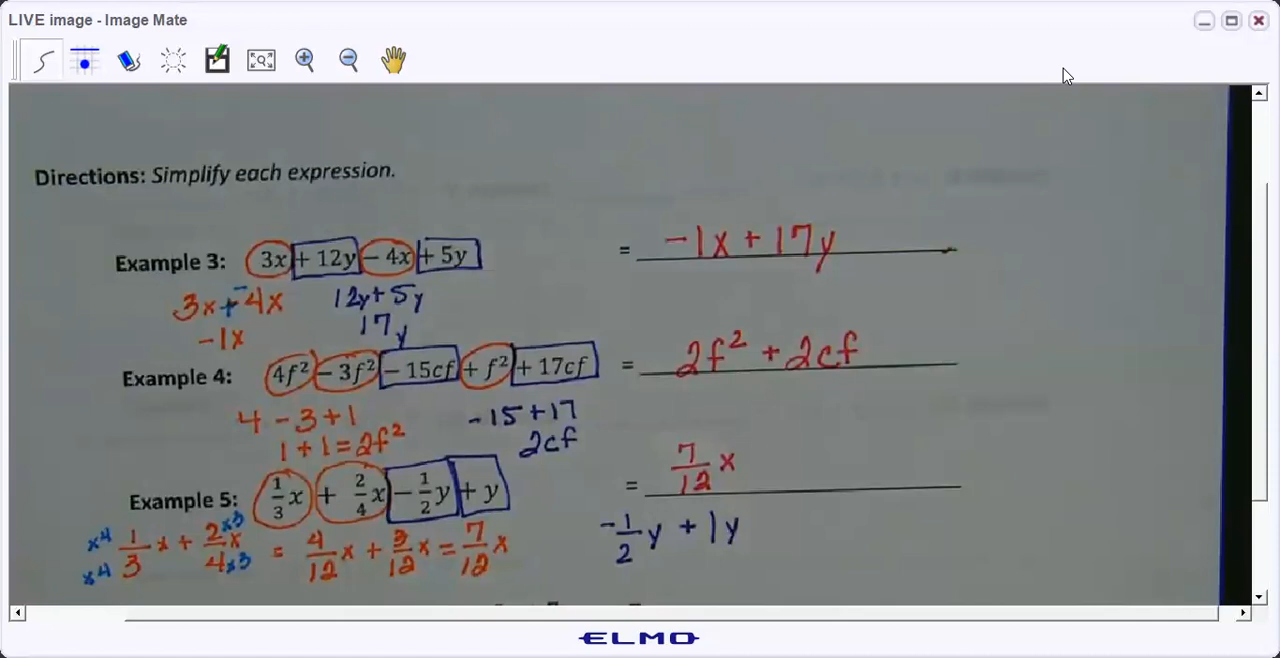 LIVE image - Image Mate
Directions: Simplify each expression.
Example 3: 3x + 12y − 4x + 5y = -1x + 17y
3x + -4x 12y + 5y
-1x 17y
Example 4: 4f² − 3f² − 15cf + f² + 17cf = 2f² + 2cf
4 - 3 + 1 -15 + 17
1 + 1 = 2f² 2cf
Example 5: 1/3 x + 2/4 x − 1/2 y + y = 7/12 x
x4 1/3 x4 x + 2x3/4x3 x = 4/12 x + 3/12 x = 7/12 x -1/2 y + 1y
ELMO